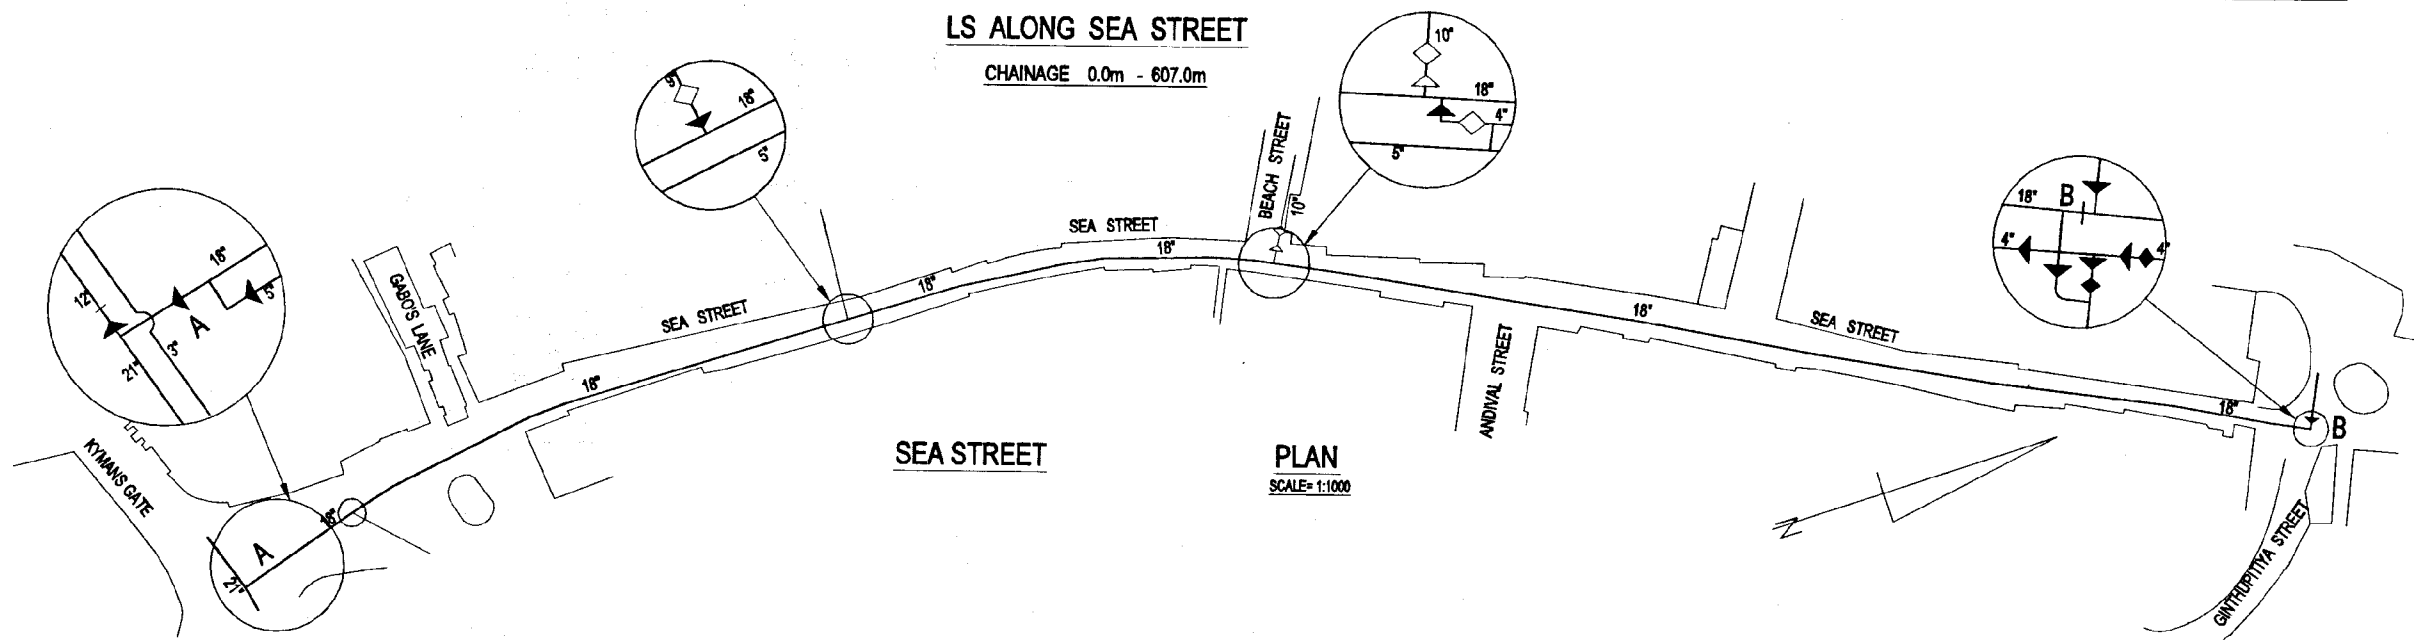 LS ALONG SEA STREET
CHAINAGE 0.0m - 607.0m
10"
18"
4"
5"
18"
5"
18"
B
4"
4"
18"
5"
12"
A
3"
21"
BEACH STREET
10"
SEA STREET
18"
GABO'S LANE
SEA STREET
18"
18"
18"
SEA STREET
18"
ANDIVAL STREET
B
KYMANS GATE
18"
A
21"
SEA STREET
PLAN
SCALE= 1:1000
N
GINTHUPITIYA STREET